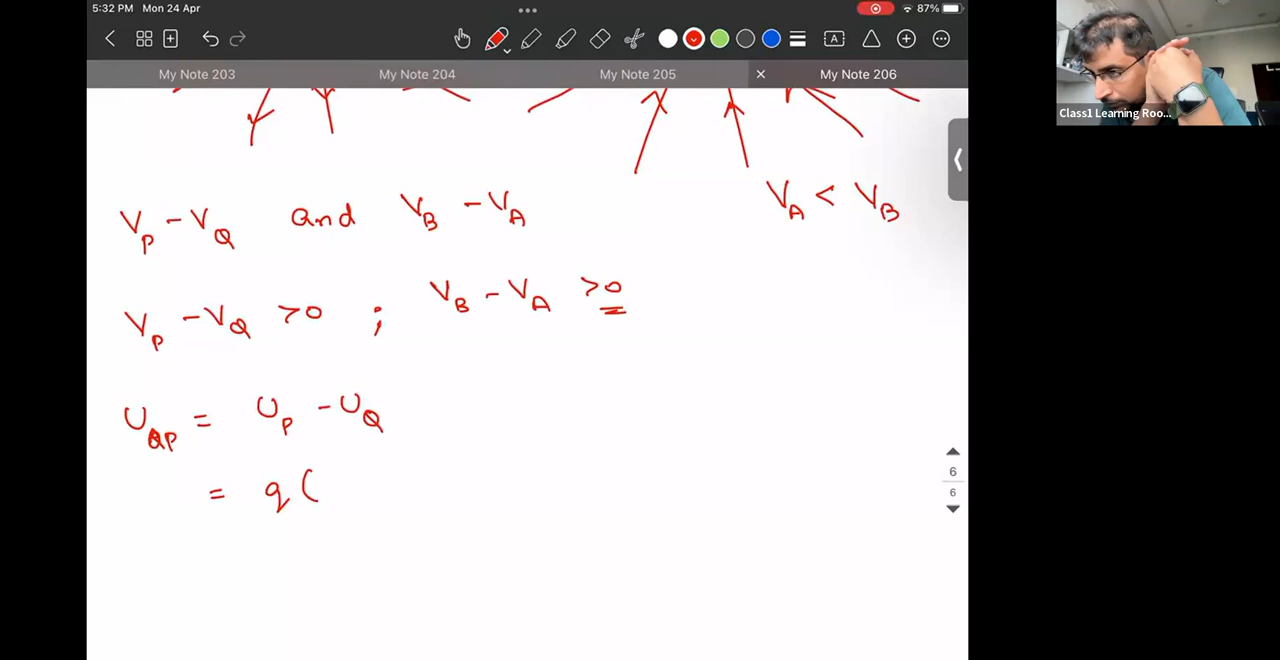 5:32 PM Mon 24 Apr
87%
My Note 203
My Note 204
My Note 205
My Note 206
Class1 Learning Roo...
V_A < V_B
V_P - V_Q and V_B - V_A
V_P - V_Q >0 ; V_B - V_A >0
U_QP = U_P - U_Q
= q (
6
6